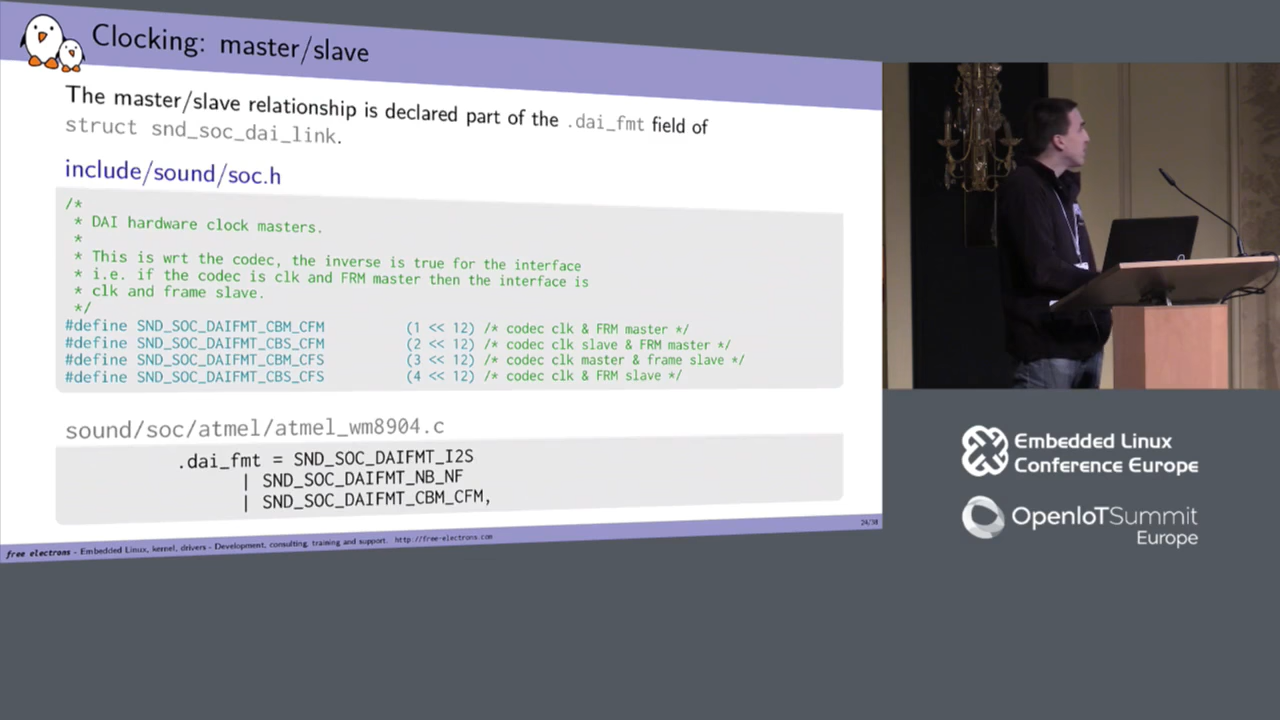 Clocking: master/slave
The master/slave relationship is declared part of the .dai_fmt field of
struct snd_soc_dai_link.
include/sound/soc.h
/*
* DAI hardware clock masters.
*
* This is wrt the codec, the inverse is true for the interface
* i.e. if the codec is clk and FRM master then the interface is
* clk and frame slave.
*/
#define SND_SOC_DAIFMT_CBM_CFM (1 << 12) /* codec clk & FRM master */
#define SND_SOC_DAIFMT_CBS_CFM (2 << 12) /* codec clk slave & FRM master */
#define SND_SOC_DAIFMT_CBM_CFS (3 << 12) /* codec clk master & frame slave */
#define SND_SOC_DAIFMT_CBS_CFS (4 << 12) /* codec clk & FRM slave */
sound/soc/atmel/atmel_wm8904.c
.dai_fmt = SND_SOC_DAIFMT_I2S
| SND_SOC_DAIFMT_NB_NF
| SND_SOC_DAIFMT_CBM_CFM,
free electrons - Embedded Linux, kernel, drivers - Development, consulting, training and support. http://free-electrons.com
24/38
Embedded Linux
Conference Europe
OpenIoTSummit
Europe